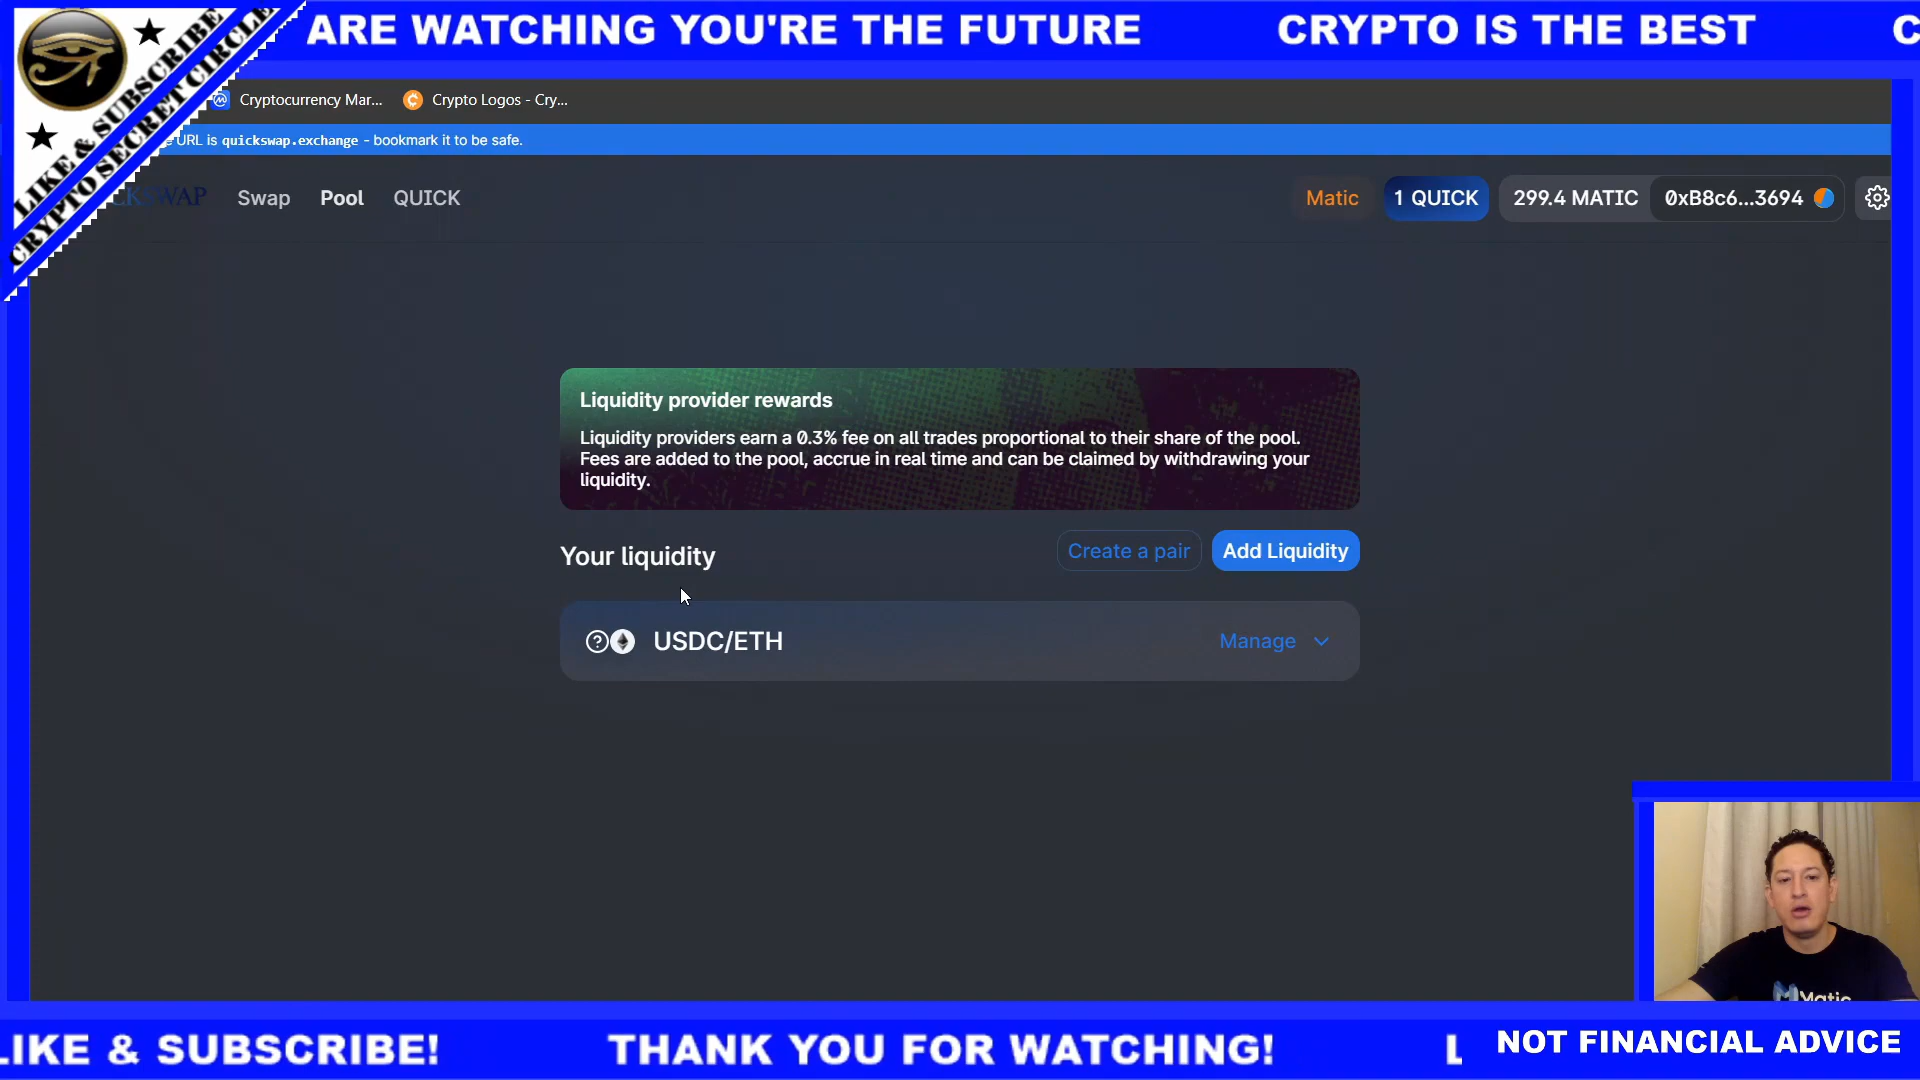 ARE WATCHING YOU'RE THE FUTURE CRYPTO IS THE BEST C
LIKE & SUBSCRIBE
CRYPTO SECRET CIRCLE
Cryptocurrency Mar... Crypto Logos - Cry...
URL is quickswap.exchange - bookmark it to be safe.
Swap Pool QUICK Matic 1 QUICK 299.4 MATIC 0xB8c6...3694
Liquidity provider rewards
Liquidity providers earn a 0.3% fee on all trades proportional to their share of the pool.
Fees are added to the pool, accrue in real time and can be claimed by withdrawing your
liquidity.
Your liquidity Create a pair Add Liquidity
USDC/ETH Manage
Matic
LIKE & SUBSCRIBE! THANK YOU FOR WATCHING! L NOT FINANCIAL ADVICE